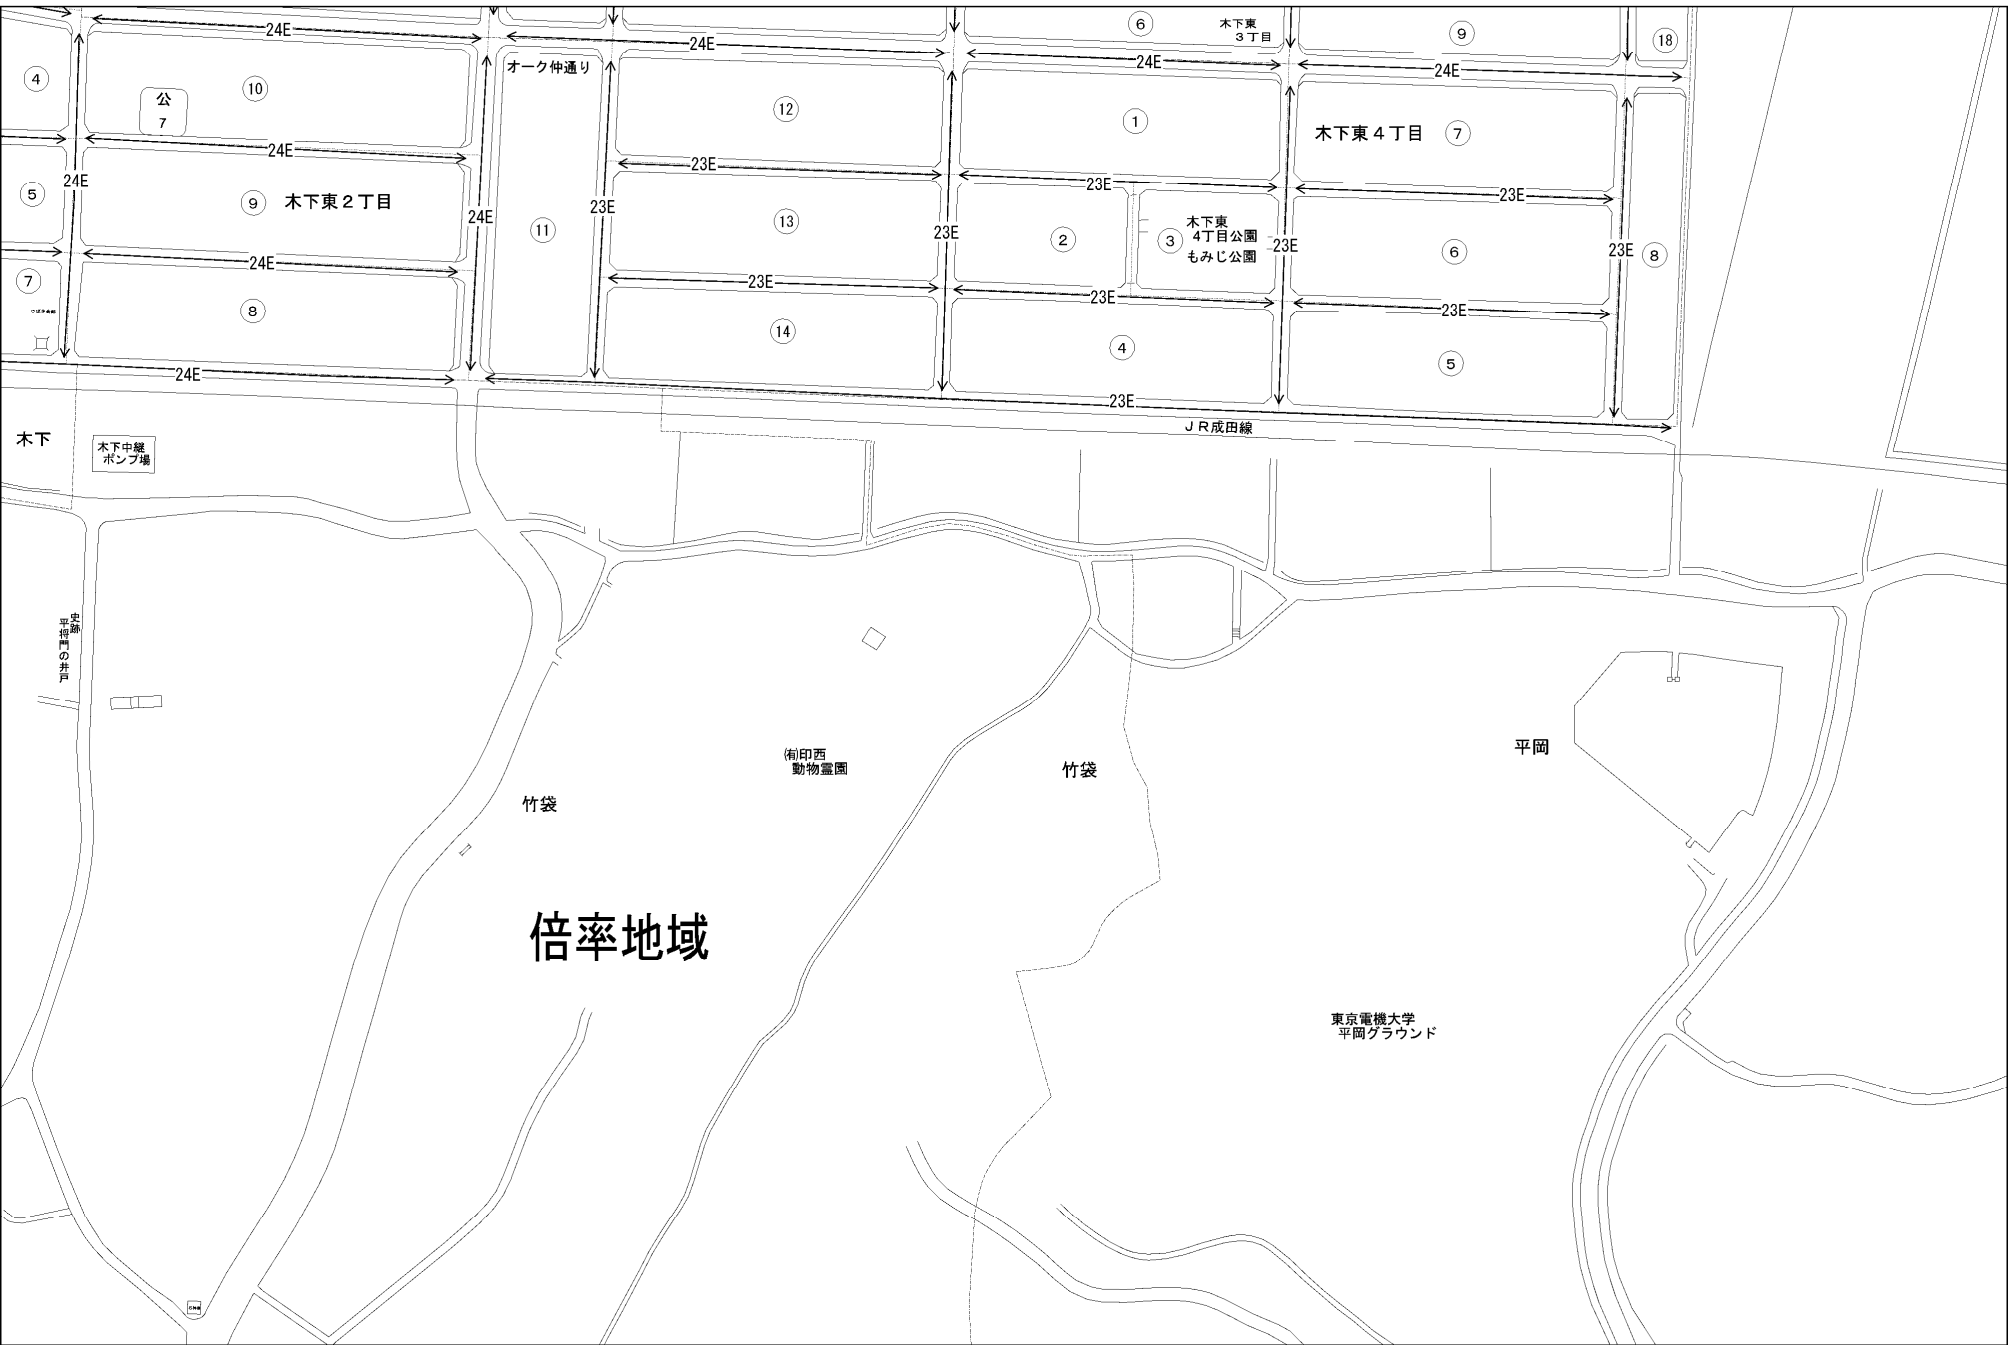 24E
24E
⑥
木下東
3丁目
⑨
⑱
24E
24E
④
⑩
公
7
オーク仲通り
⑫
①
木下東4丁目
⑦
24E
23E
23E
23E
24E
⑤
⑨
木下東2丁目
24E
⑪
23E
⑬
23E
②
③
木下東
4丁目公園
もみじ公園
23E
⑥
23E
⑧
24E
23E
23E
23E
⑦
⑧
⑭
④
⑤
24E
23E
JR成田線
木下
木下中継
ポンプ場
史跡
平将門の井戸
㈲印西
動物霊園
竹袋
竹袋
平岡
倍率地域
東京電機大学
平岡グラウンド